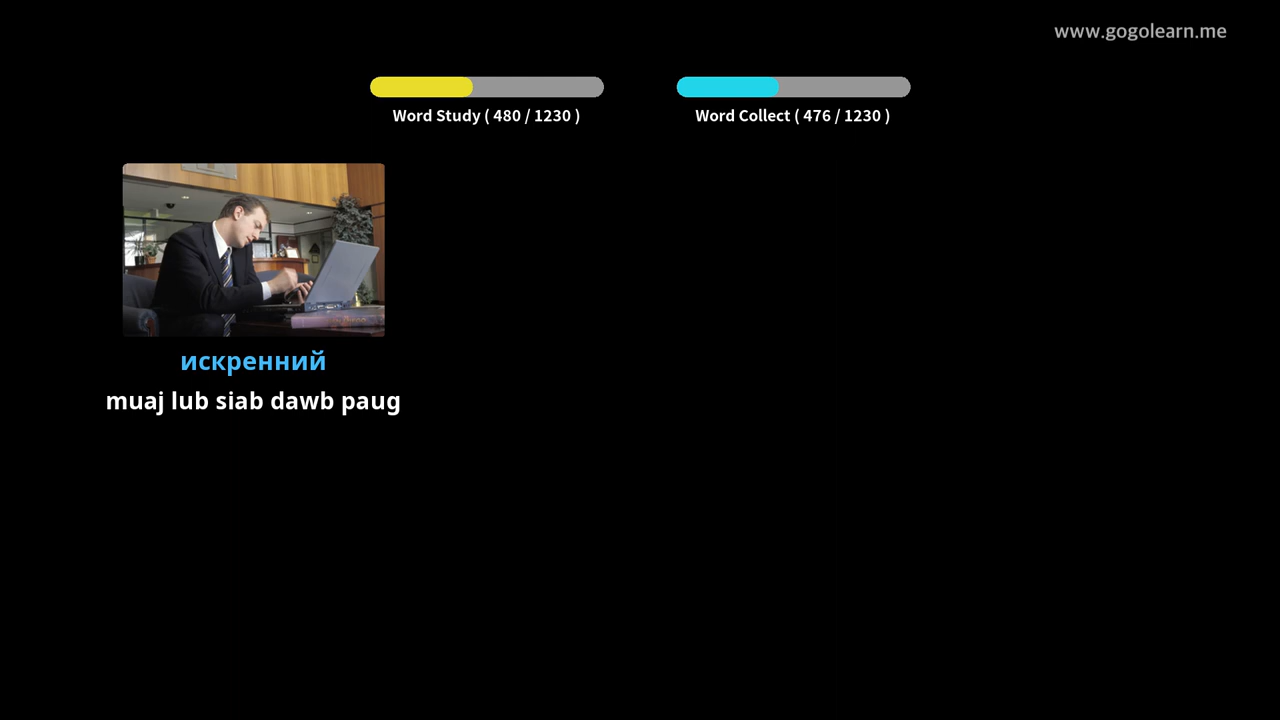 www.gogolearn.me
Word Study ( 480 / 1230 )
Word Collect ( 476 / 1230 )
искренний
muaj lub siab dawb paug